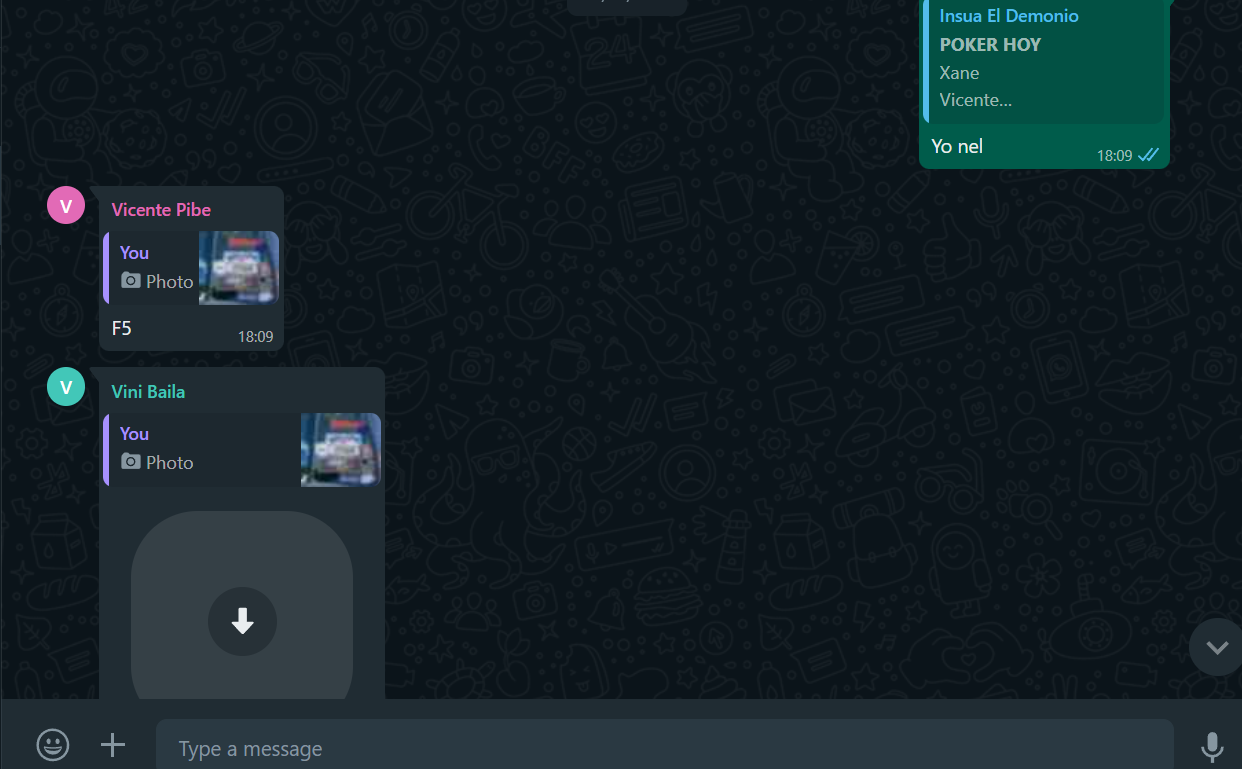 Insua El Demonio
POKER HOY
Xane
Vicente...
Yo nel
18:09
V
Vicente Pibe
You
Photo
F5
18:09
V
Vini Baila
You
Photo
Type a message